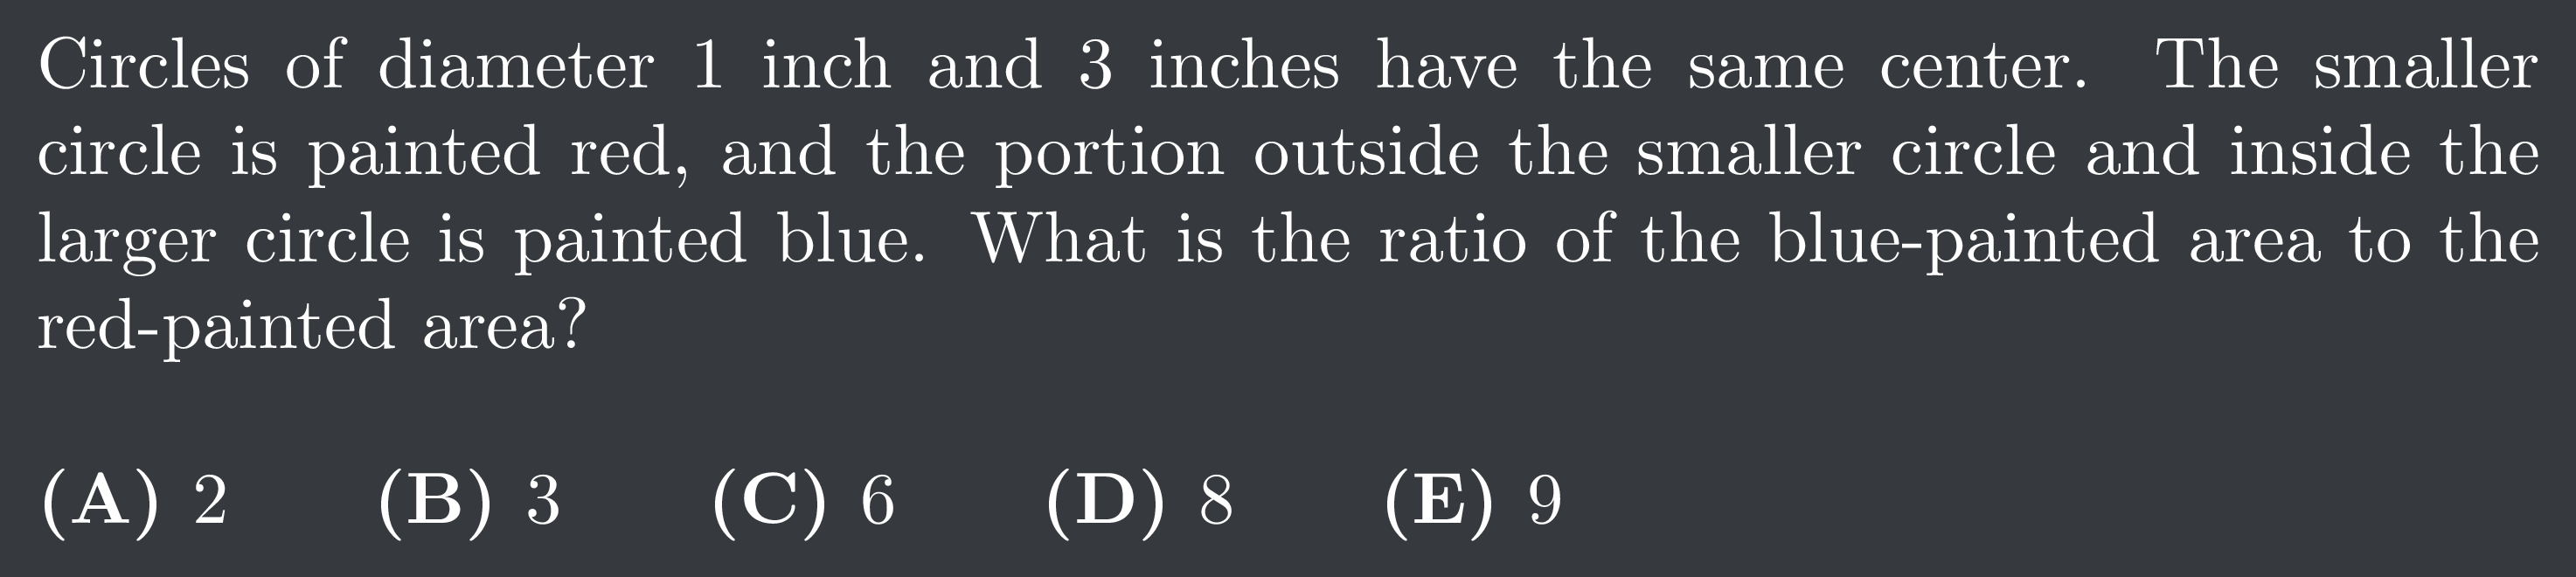 Circles of diameter 1 inch and 3 inches have the same center. The smaller
circle is painted red, and the portion outside the smaller circle and inside the
larger circle is painted blue. What is the ratio of the blue-painted area to the
red-painted area?
(A) 2 (B) 3 (C) 6 (D) 8 (E) 9